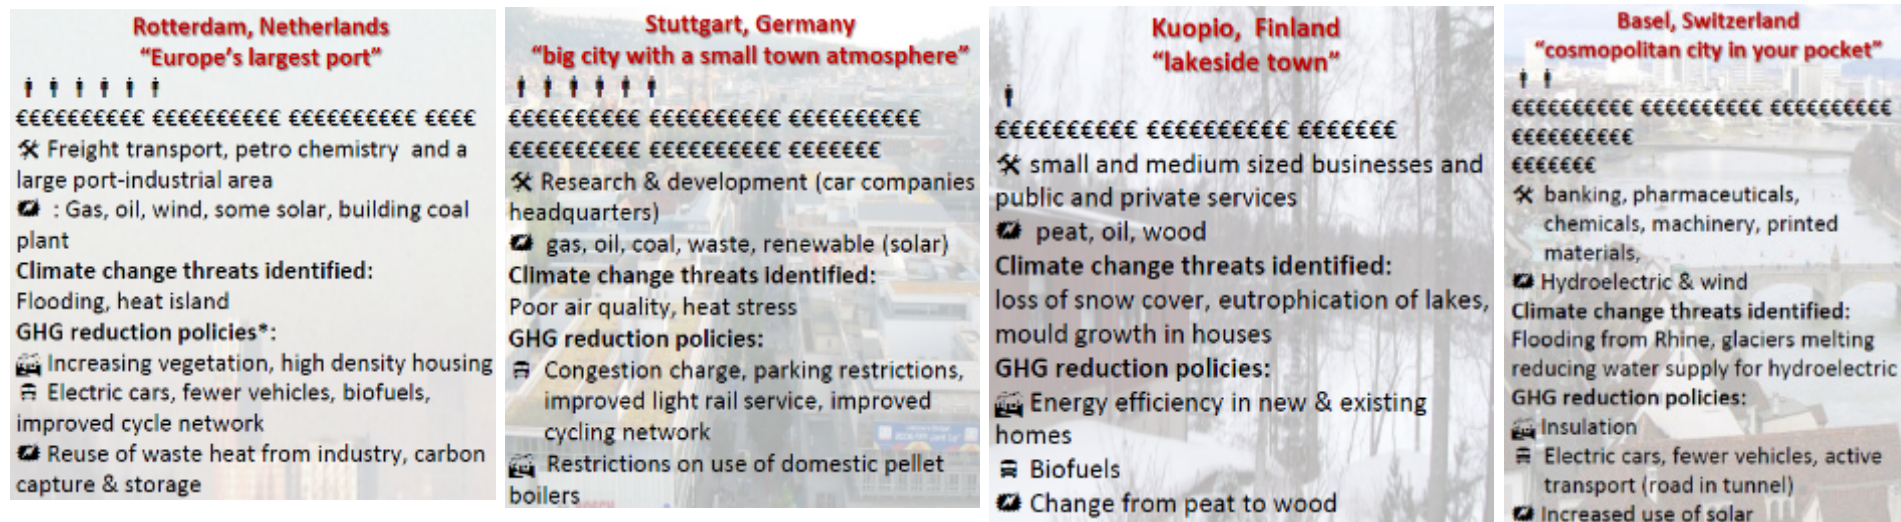 Rotterdam, Netherlands
“Europe’s largest port”
€€€€€€€€€€ €€€€€€€€€€ €€€€€€€€€€ €€€€
Freight transport, petro chemistry and a
large port-industrial area
: Gas, oil, wind, some solar, building coal
plant
Climate change threats identified:
Flooding, heat island
GHG reduction policies*:
Increasing vegetation, high density housing
Electric cars, fewer vehicles, biofuels,
improved cycle network
Reuse of waste heat from industry, carbon
capture & storage
Stuttgart, Germany
“big city with a small town atmosphere”
€€€€€€€€€€ €€€€€€€€€€ €€€€€€€€€€
€€€€€€€€€€ €€€€€€€€€€ €€€€€€€
Research & development (car companies
headquarters)
gas, oil, coal, waste, renewable (solar)
Climate change threats identified:
Poor air quality, heat stress
GHG reduction policies:
Congestion charge, parking restrictions,
improved light rail service, improved
cycling network
Restrictions on use of domestic pellet
boilers
Kuopio, Finland
“lakeside town”
€€€€€€€€€€ €€€€€€€€€€ €€€€€€€
small and medium sized businesses and
public and private services
peat, oil, wood
Climate change threats identified:
loss of snow cover, eutrophication of lakes,
mould growth in houses
GHG reduction policies:
Energy efficiency in new & existing
homes
Biofuels
Change from peat to wood
Basel, Switzerland
“cosmopolitan city in your pocket”
€€€€€€€€€€ €€€€€€€€€€ €€€€€€€€€€
€€€€€€€€€€
€€€€€€€
banking, pharmaceuticals,
chemicals, machinery, printed
materials,
Hydroelectric & wind
Climate change threats identified:
Flooding from Rhine, glaciers melting
reducing water supply for hydroelectric
GHG reduction policies:
Insulation
Electric cars, fewer vehicles, active
transport (road in tunnel)
Increased use of solar